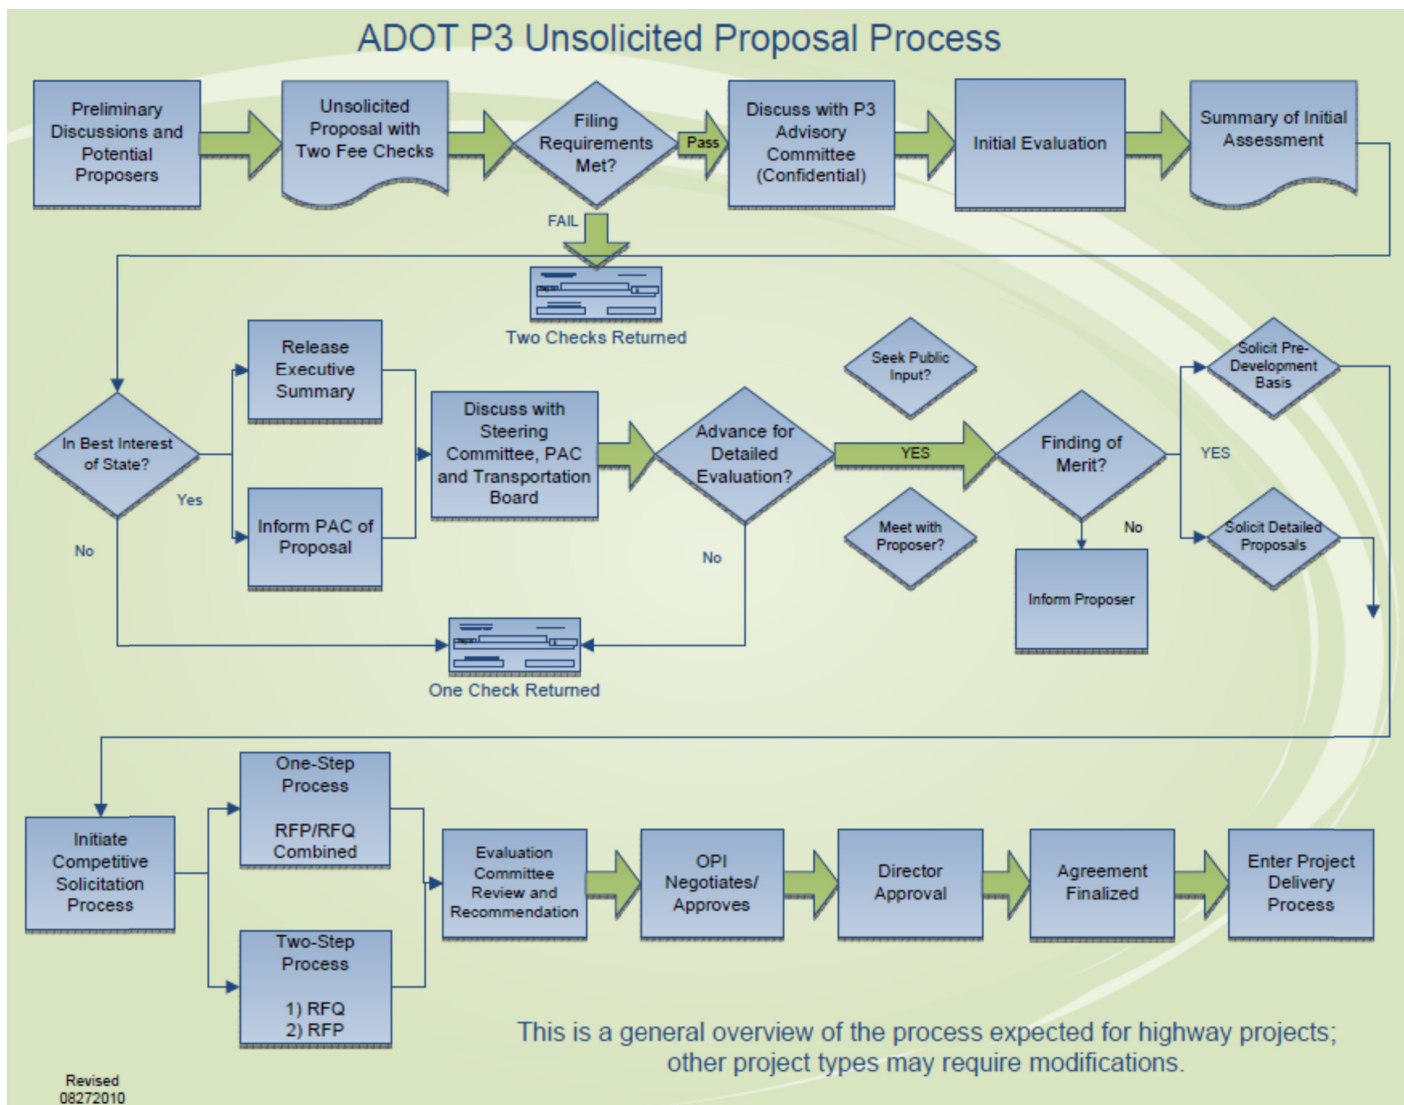 ADOT P3 Unsolicited Proposal Process
Preliminary
Discussions and
Potential
Proposers
Unsolicited
Proposal with
Two Fee Checks
Filing
Requirements
Met?
Pass
Discuss with P3
Advisory
Committee
(Confidential)
Initial Evaluation
Summary of Initial
Assessment
FAIL
Two Checks Returned
In Best Interest
of State?
Yes
No
Release
Executive
Summary
Inform PAC of
Proposal
Discuss with
Steering
Committee, PAC
and Transportation
Board
Advance for
Detailed
Evaluation?
No
One Check Returned
YES
Seek Public
Input?
Meet with
Proposer?
Finding of
Merit?
No
Inform Proposer
YES
Solicit Pre-
Development
Basis
Solicit Detailed
Proposals
Initiate
Competitive
Solicitation
Process
One-Step
Process
RFP/RFQ
Combined
Two-Step
Process
1) RFQ
2) RFP
Evaluation
Committee
Review and
Recommendation
OPI
Negotiates/
Approves
Director
Approval
Agreement
Finalized
Enter Project
Delivery
Process
This is a general overview of the process expected for highway projects;
other project types may require modifications.
Revised
08272010